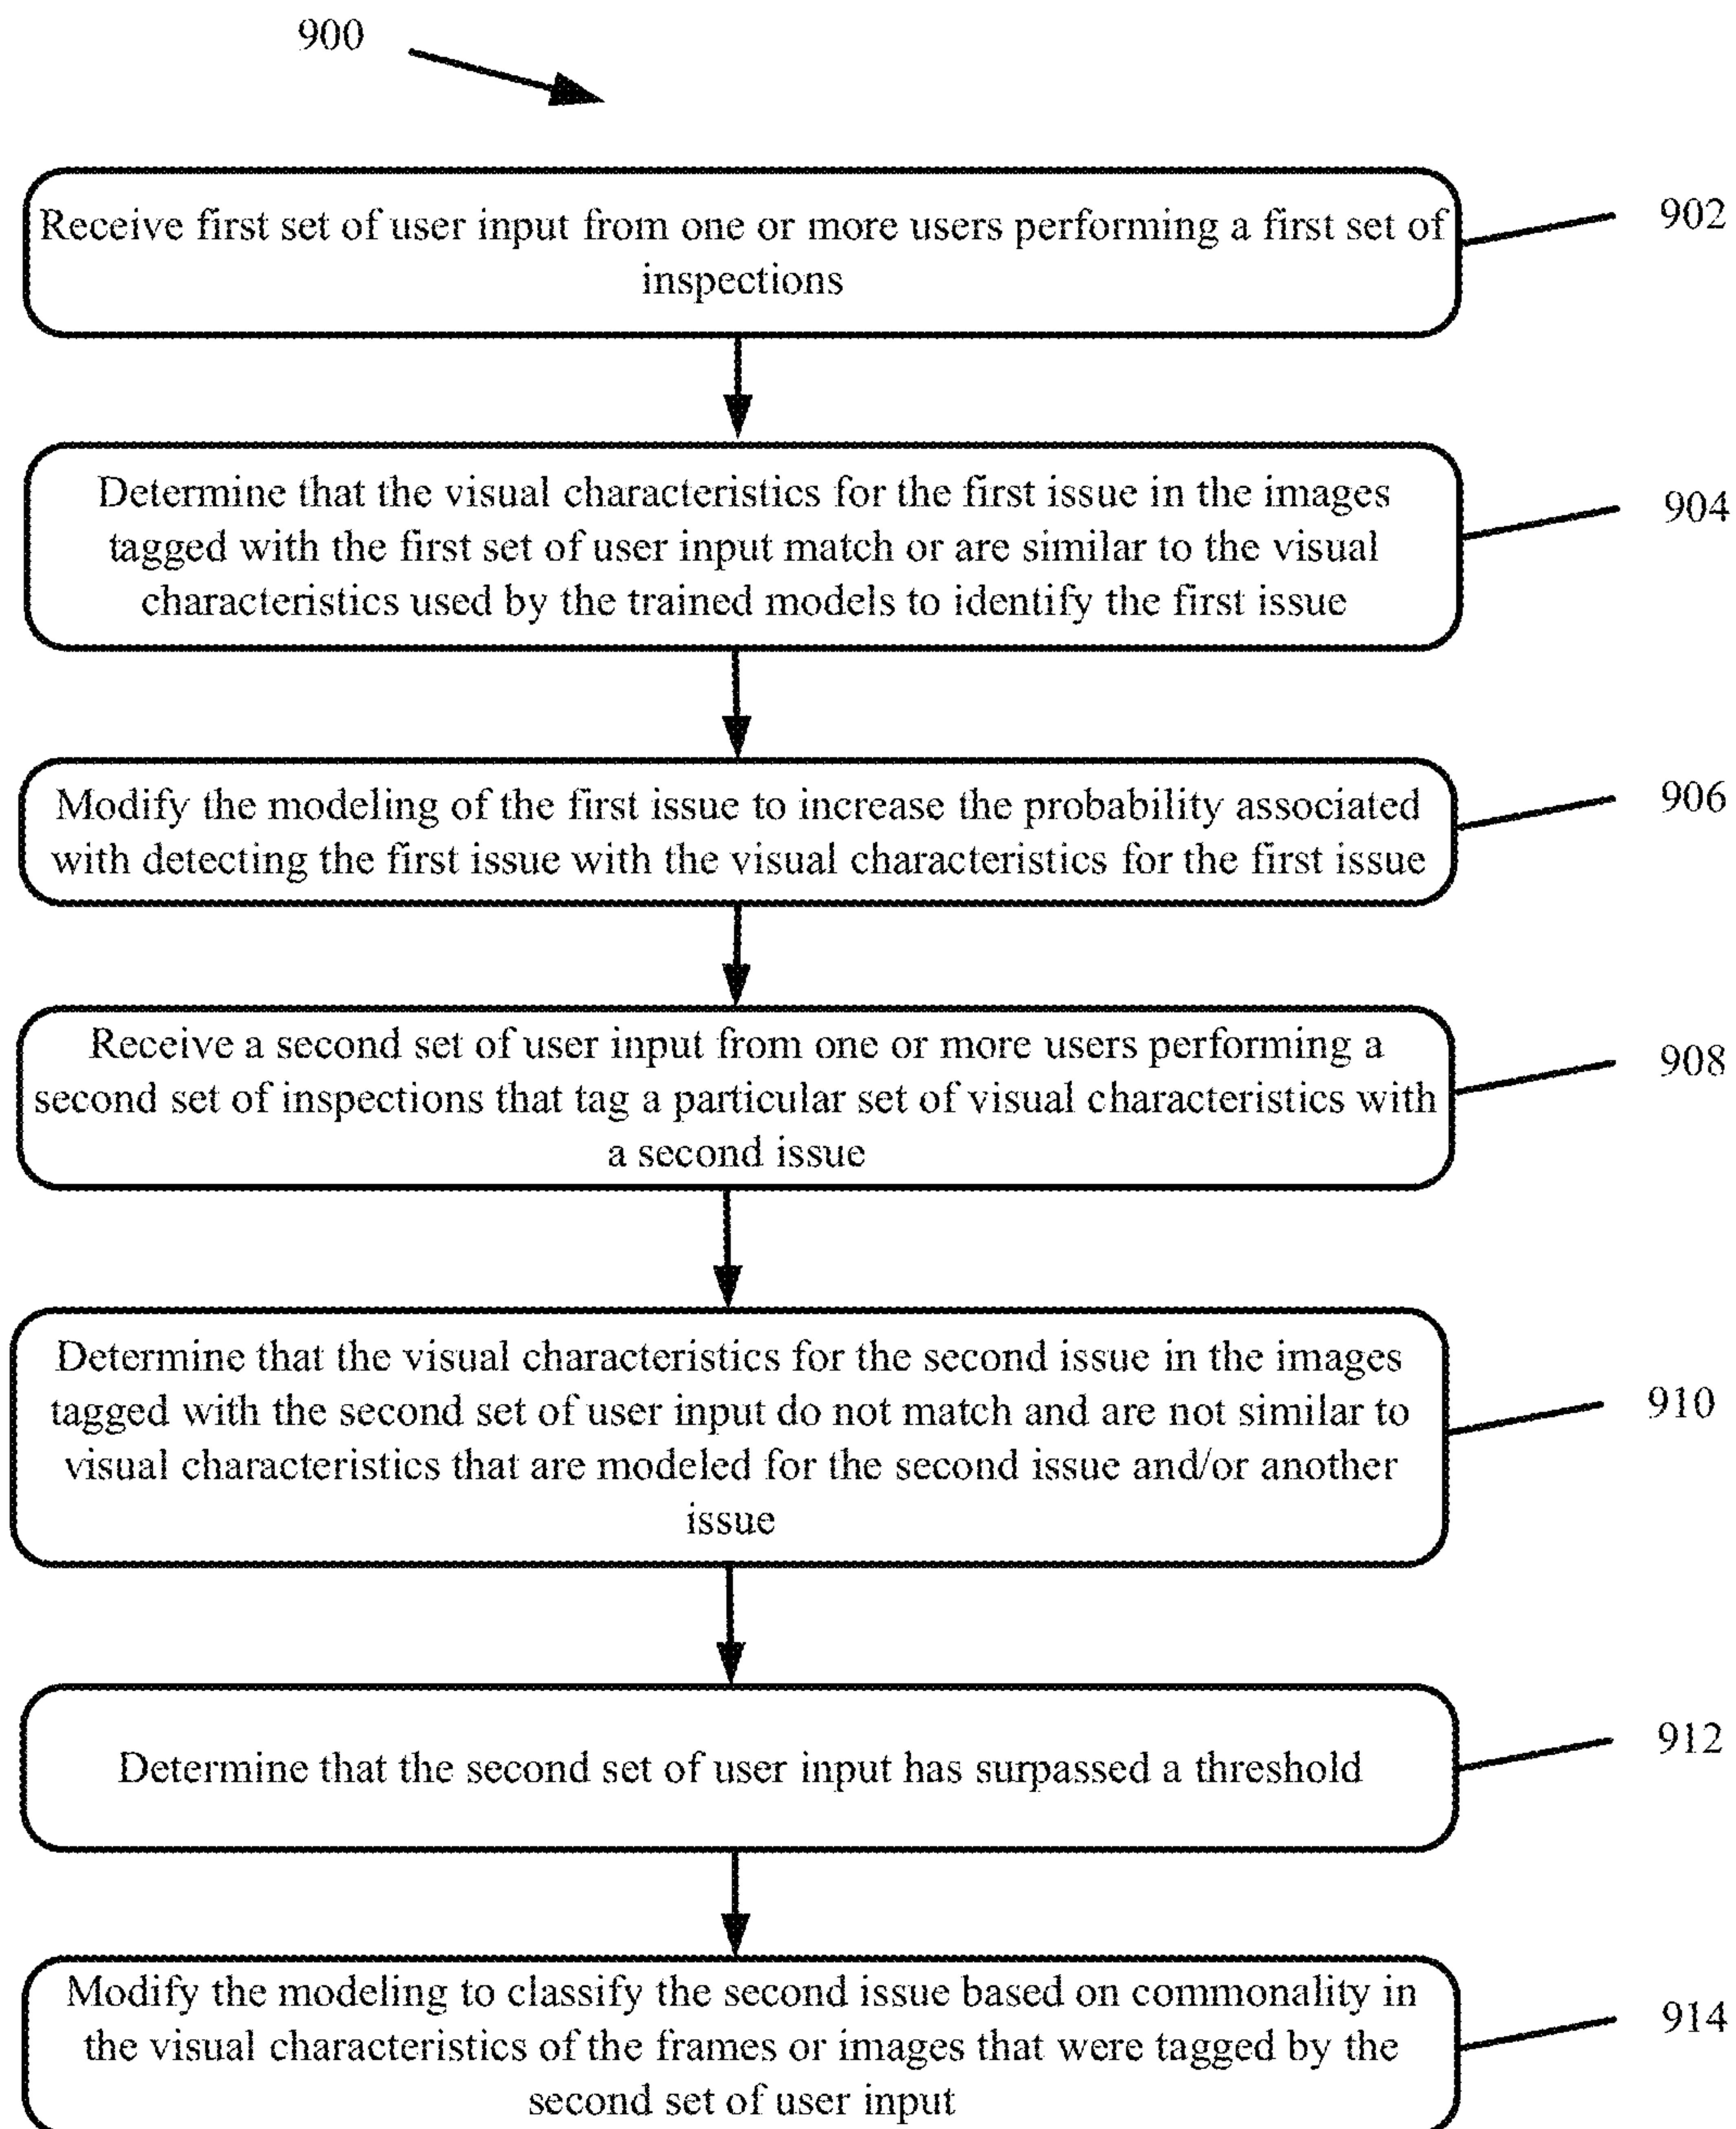 900
Receive first set of user input from one or more users performing a first set of
inspections
902
Determine that the visual characteristics for the first issue in the images
tagged with the first set of user input match or are similar to the visual
characteristics used by the trained models to identify the first issue
904
Modify the modeling of the first issue to increase the probability associated
with detecting the first issue with the visual characteristics for the first issue
906
Receive a second set of user input from one or more users performing a
second set of inspections that tag a particular set of visual characteristics with
a second issue
908
Determine that the visual characteristics for the second issue in the images
tagged with the second set of user input do not match and are not similar to
visual characteristics that are modeled for the second issue and/or another
issue
910
Determine that the second set of user input has surpassed a threshold
912
Modify the modeling to classify the second issue based on commonality in
the visual characteristics of the frames or images that were tagged by the
second set of user input
914